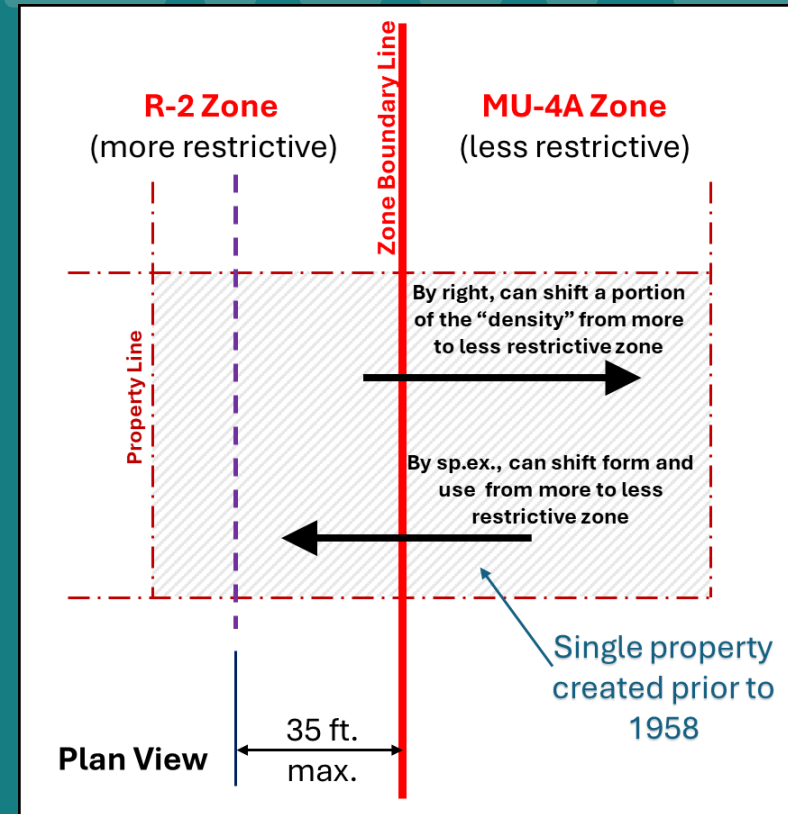 R-2 Zone
(more restrictive)
Zone Boundary Line
MU-4A Zone
(less restrictive)
Property Line
By right, can shift a portion
of the “density” from more
to less restrictive zone
By sp.ex., can shift form and
use from more to less
restrictive zone
Single property
created prior to
1958
Plan View
35 ft.
max.